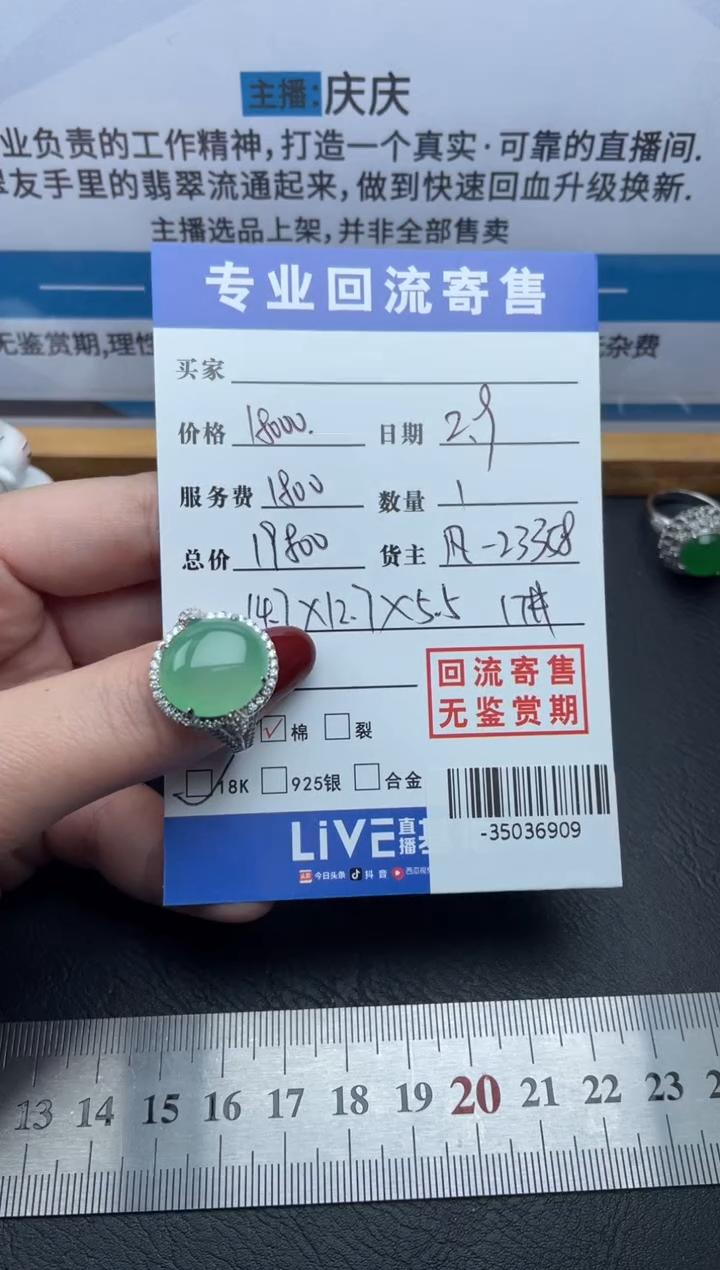 主播:庆庆
业负责的工作精神,打造一个真实·可靠的直播间.
友手里的翡翠流通起来,做到快速回血升级换新.
主播选品上架,并非全部售卖
无鉴赏期,理性
杂费
专业回流寄售
买家
价格 18000. 日期 2.9
服务费 1800 数量 1
总价 19800 货主
14.7×12.7×5.5 17#
回流寄售
无鉴赏期
棉 裂
18K 925银 合金
-35036909
LiVE直播
今日头条 抖音 西瓜视
13 14 15 16 17 18 19 20 21 22 23